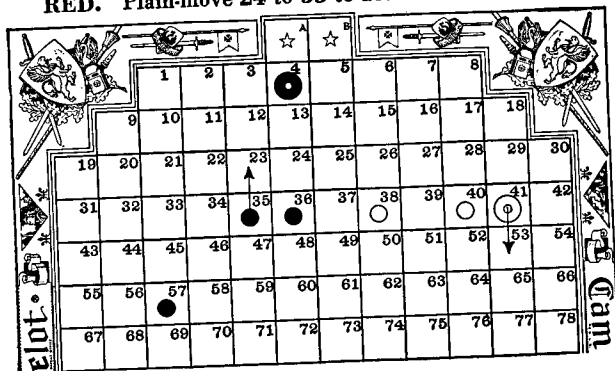 RED. Plain-move 24 to
A B
1 2 3 4 5 6 7 8
9 10 11 12 13 14 15 16 17 18
19 20 21 22 23 24 25 26 27 28 29 30
31 32 33 34 35 36 37 38 39 40 41 42
43 44 45 46 47 48 49 50 51 52 53 54
55 56 57 58 59 60 61 62 63 64 65 66
67 68 69 70 71 72 73 74 75 76 77 78
elot.
Cam